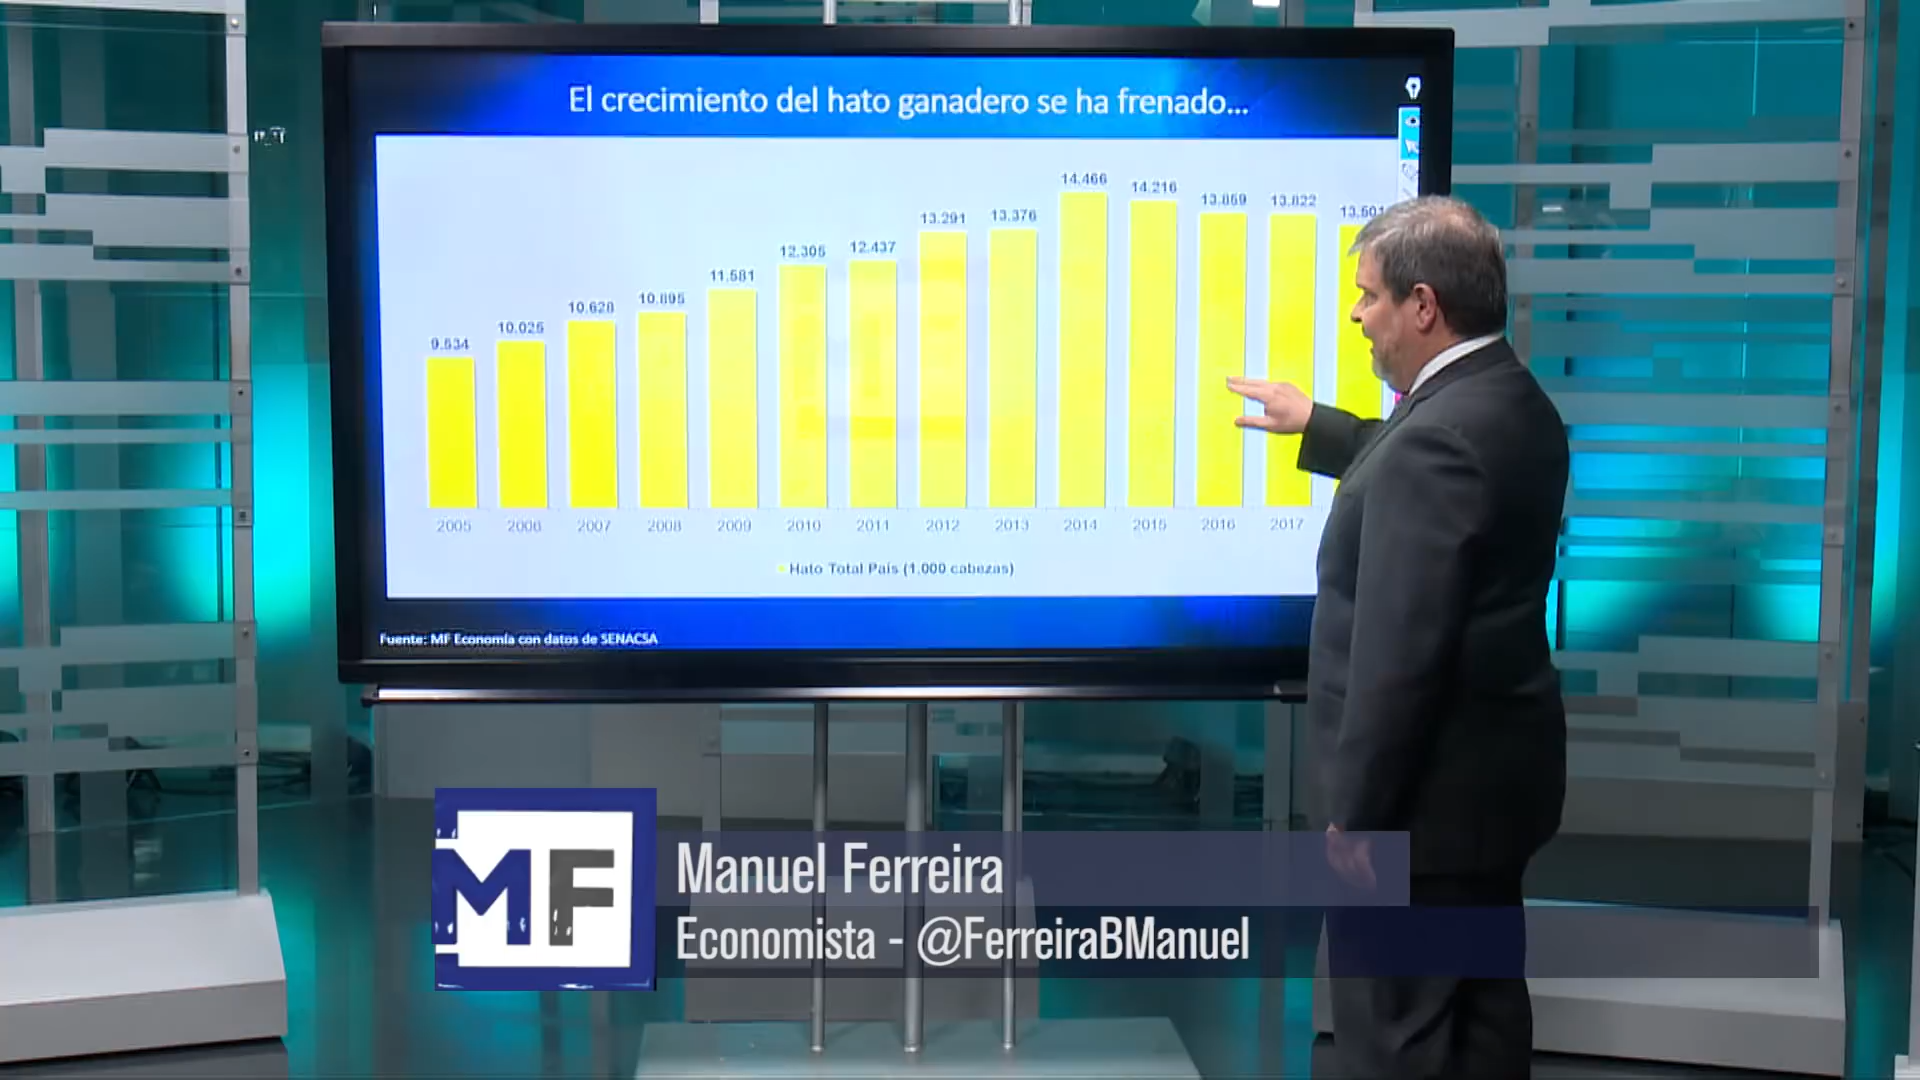 El crecimiento del hato ganadero se ha frenado...
9.534 10.025 10.628 10.895 11.581 12.305 12.437 13.291 13.376 14.466 14.216 13.859 13.822 13.501
2005 2006 2007 2008 2009 2010 2011 2012 2013 2014 2015 2016 2017
Hato Total País (1.000 cabezas)
Fuente: MF Economía con datos de SENACSA
MF
Manuel Ferreira
Economista - @FerreiraBManuel